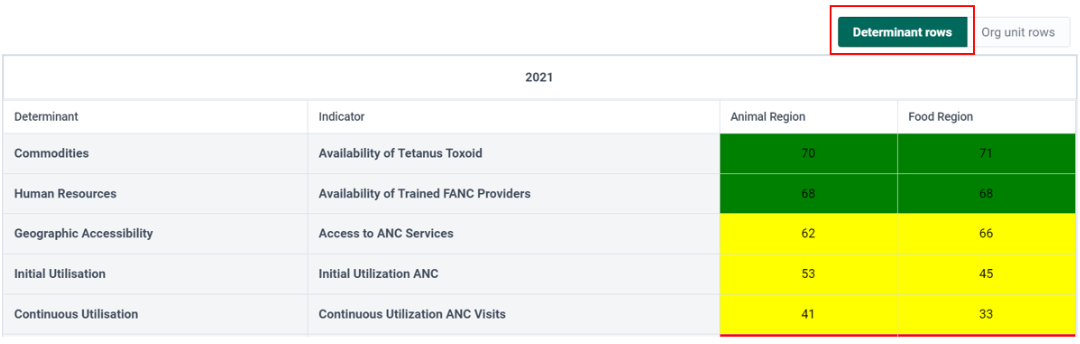 Determinant rows Org unit rows
2021
Determinant Indicator Animal Region Food Region
Commodities Availability of Tetanus Toxoid 70 71
Human Resources Availability of Trained FANC Providers 68 68
Geographic Accessibility Access to ANC Services 62 66
Initial Utilisation Initial Utilization ANC 53 45
Continuous Utilisation Continuous Utilization ANC Visits 41 33